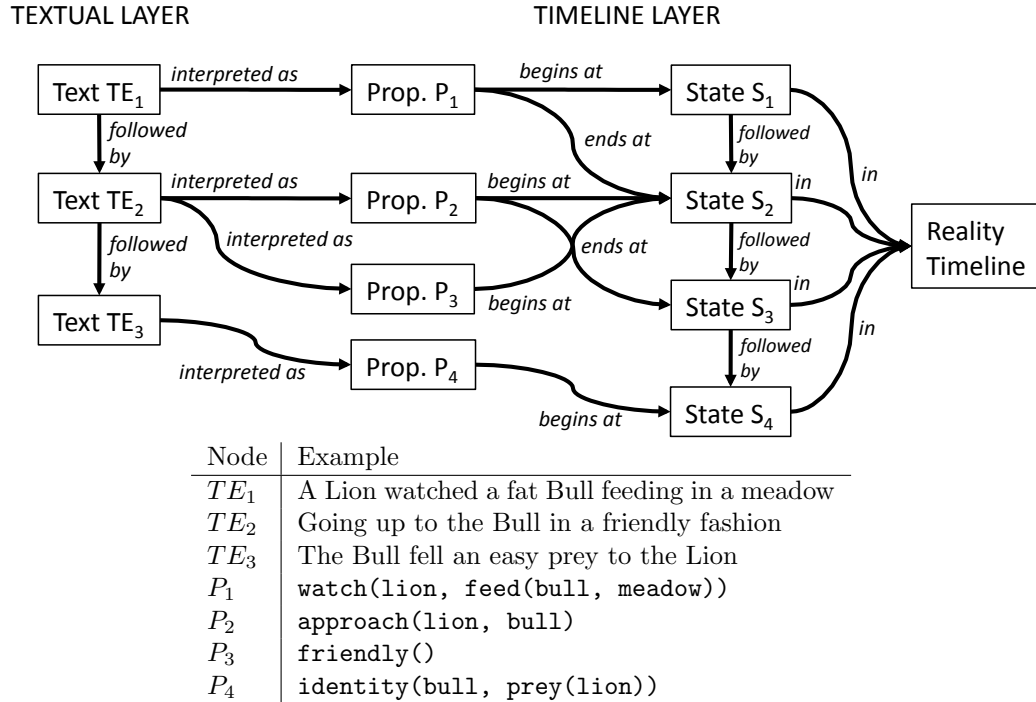 TEXTUAL LAYER
TIMELINE LAYER
Text TE₁
interpreted as
Prop. P₁
begins at
State S₁
followed by
ends at
followed by
in
Text TE₂
interpreted as
Prop. P₂
begins at
State S₂
in
followed by
interpreted as
ends at
followed by
Reality Timeline
Prop. P₃
begins at
State S₃
in
Text TE₃
interpreted as
Prop. P₄
begins at
followed by
in
State S₄
Node Example
TE₁ A Lion watched a fat Bull feeding in a meadow
TE₂ Going up to the Bull in a friendly fashion
TE₃ The Bull fell an easy prey to the Lion
P₁ watch(lion, feed(bull, meadow))
P₂ approach(lion, bull)
P₃ friendly()
P₄ identity(bull, prey(lion))